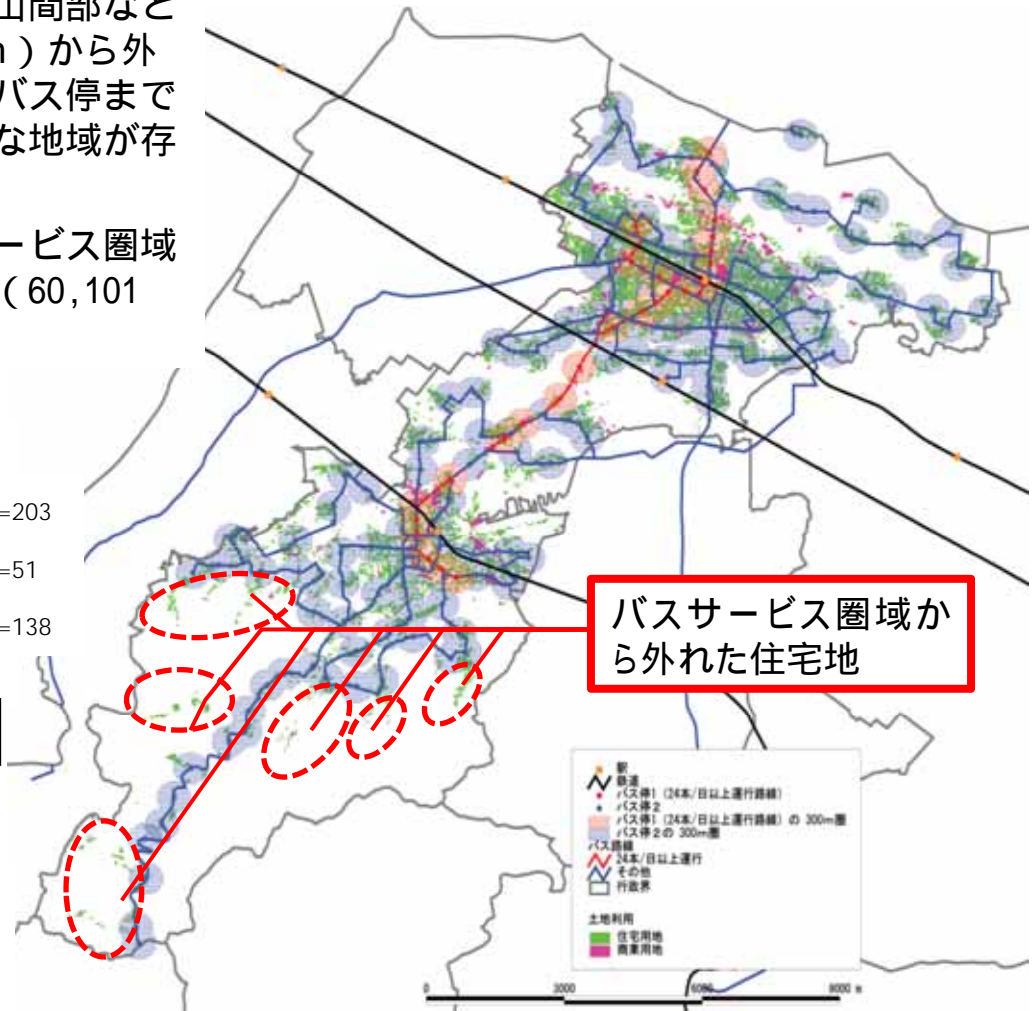 山間部など
m）から外
バス停まで
な地域が存
ービス圏域
（60,101
=203
=51
=138
バスサービス圏域か
ら外れた住宅地
駅
鉄道
バス停1（24本/日以上運行路線）
バス停2
バス停1（24本/日以上運行路線）の 300m圏
バス停2の 300m圏
バス路線
24本/日以上運行
その他
行政界
土地利用
住宅用地
商業用地
0 3000 6000 9000 m